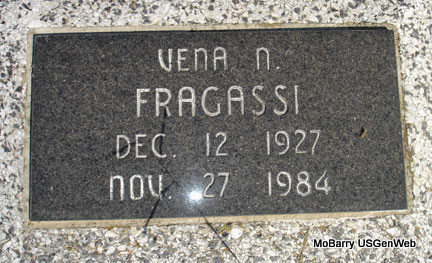 VENA N.
FRAGASSI
DEC. 12 1927
NOV. 27 1984
MoBarry USGenWeb